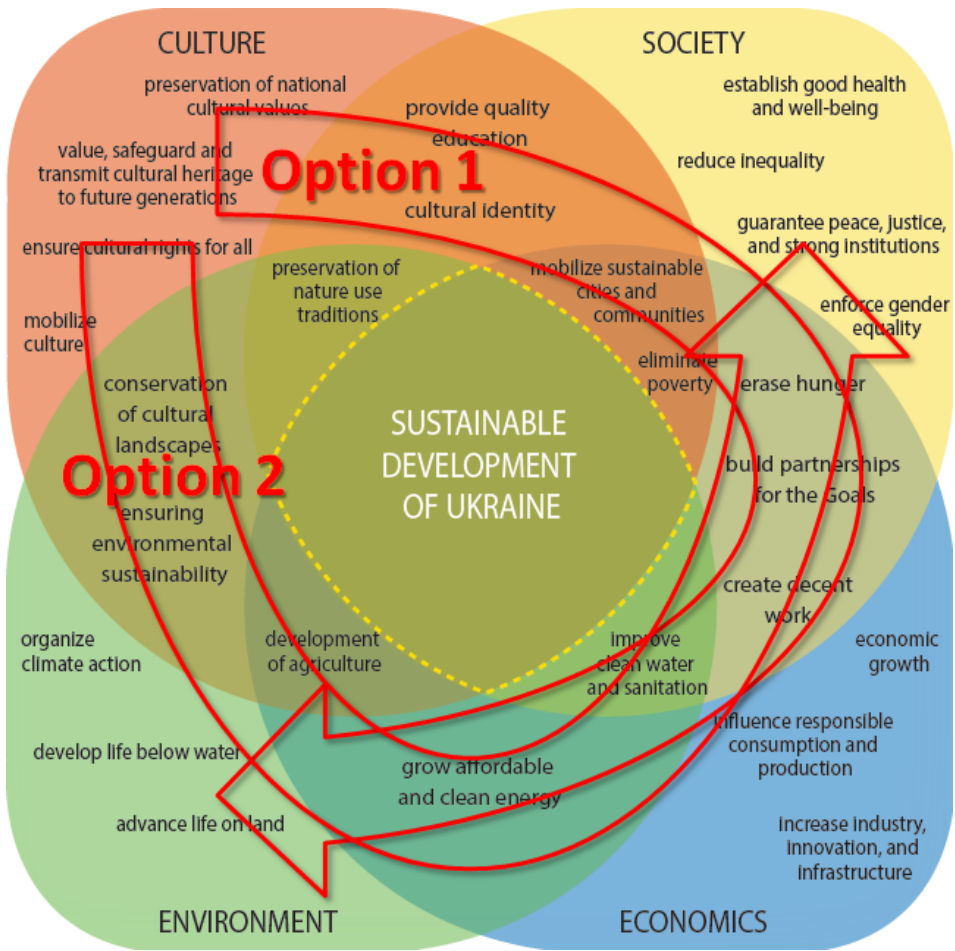 CULTURE
SOCIETY
preservation of national
cultural values
provide quality
education
establish good health
and well-being
value, safeguard and
transmit cultural heritage
to future generations
Option 1
reduce inequality
cultural identity
guarantee peace, justice,
and strong institutions
ensure cultural rights for all
preservation of
nature use
traditions
mobilize sustainable
cities and
communities
enforce gender
equality
mobilize
culture
eliminate
poverty
erase hunger
conservation
of cultural
landscapes
SUSTAINABLE
DEVELOPMENT
OF UKRAINE
Option 2
build partnerships
for the Goals
ensuring
environmental
sustainability
create decent
work
organize
climate action
development
of agriculture
improve
clean water
and sanitation
economic
growth
develop life below water
influence responsible
consumption and
production
grow affordable
and clean energy
advance life on land
increase industry,
innovation, and
infrastructure
ENVIRONMENT
ECONOMICS